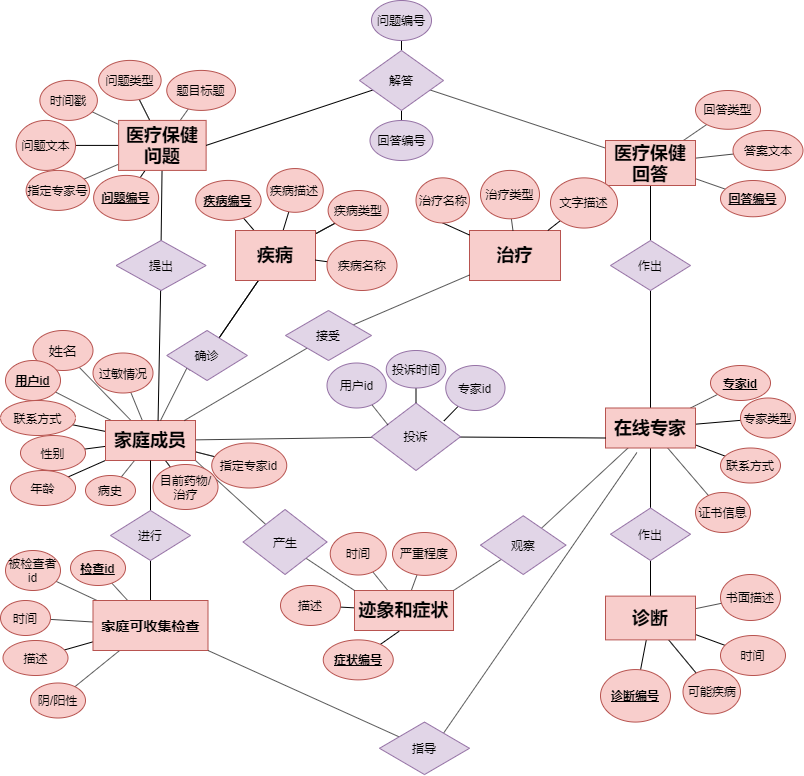 问题编号
解答
回答编号
问题类型
时间戳
题目标题
医疗保健
问题
问题文本
指定专家号
问题编号
回答类型
医疗保健
回答
答案文本
回答编号
疾病编号
疾病描述
疾病类型
疾病
疾病名称
治疗名称
治疗类型
文字描述
治疗
提出
作出
接受
确诊
姓名
用户id
过敏情况
联系方式
家庭成员
性别
年龄
病史
目前药物/
治疗
指定专家id
用户id
投诉时间
专家id
投诉
专家id
在线专家
专家类型
联系方式
证书信息
进行
产生
观察
作出
被检查者
id
检查id
时间
家庭可收集检查
描述
阴/阳性
时间
严重程度
描述
迹象和症状
症状编号
书面描述
诊断
时间
诊断编号
可能疾病
指导